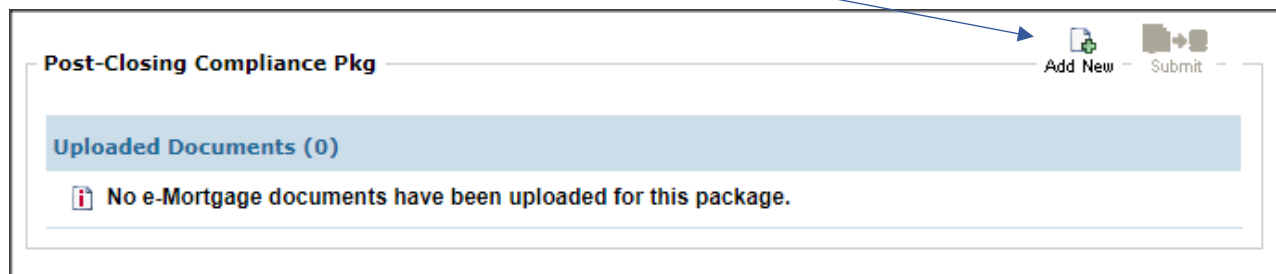 Post-Closing Compliance Pkg
Add New
Submit
Uploaded Documents (0)
No e-Mortgage documents have been uploaded for this package.